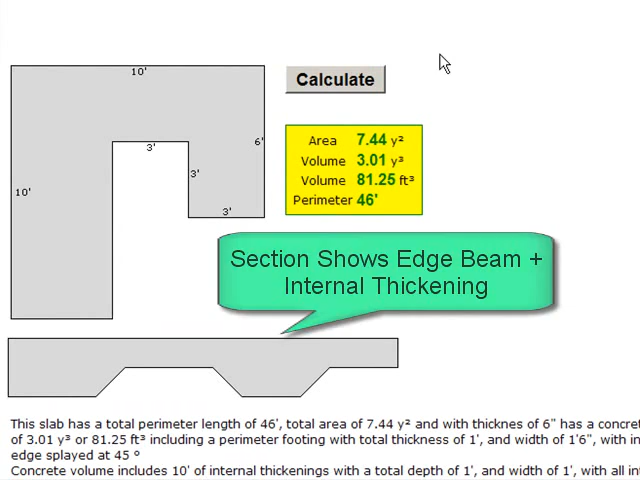 10'
Calculate
3'
6'
Area 7.44 y²
Volume 3.01 y³
Volume 81.25 ft³
Perimeter 46'
3'
10'
3'
Section Shows Edge Beam +
Internal Thickening
This slab has a total perimeter length of 46', total area of 7.44 y² and with thicknes of 6" has a concret
of 3.01 y³ or 81.25 ft³ including a perimeter footing with total thickness of 1', and width of 1'6", with in
edge splayed at 45 º
Concrete volume includes 10' of internal thickenings with a total depth of 1', and width of 1', with all int